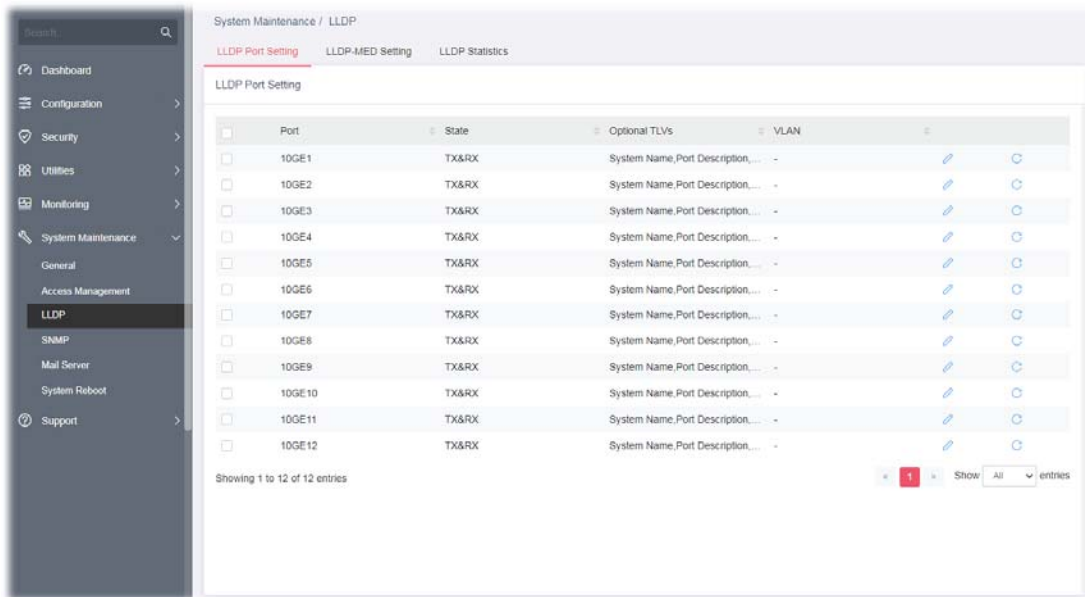 Search..
System Maintenance / LLDP
LLDP Port Setting LLDP-MED Setting LLDP Statistics
LLDP Port Setting
Dashboard
Configuration
Security
Utilities
Monitoring
System Maintenance
General
Access Management
LLDP
SNMP
Mail Server
System Reboot
Support
Port State Optional TLVs VLAN
10GE1 TX&RX System Name,Port Description,... -
10GE2 TX&RX System Name,Port Description,... -
10GE3 TX&RX System Name,Port Description,... -
10GE4 TX&RX System Name,Port Description,... -
10GE5 TX&RX System Name,Port Description,... -
10GE6 TX&RX System Name,Port Description,... -
10GE7 TX&RX System Name,Port Description,... -
10GE8 TX&RX System Name,Port Description,... -
10GE9 TX&RX System Name,Port Description,... -
10GE10 TX&RX System Name,Port Description,... -
10GE11 TX&RX System Name,Port Description,... -
10GE12 TX&RX System Name,Port Description,... -
Showing 1 to 12 of 12 entries
« 1 » Show All entries